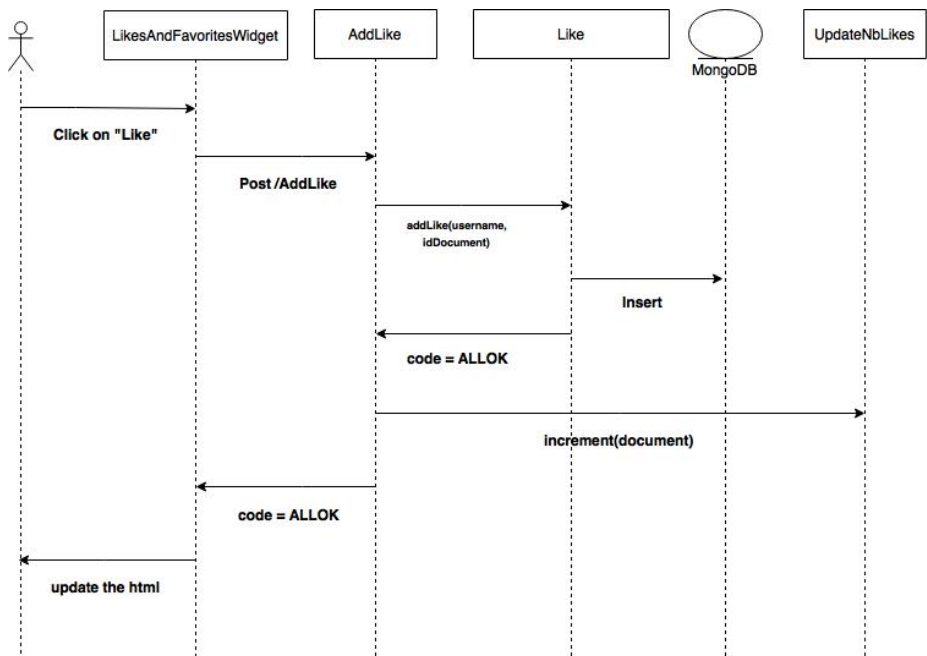 LikesAndFavoritesWidget
AddLike
Like
MongoDB
UpdateNbLikes
Click on "Like"
Post /AddLike
addLike(username,
idDocument)
Insert
code = ALLOK
increment(document)
code = ALLOK
update the html